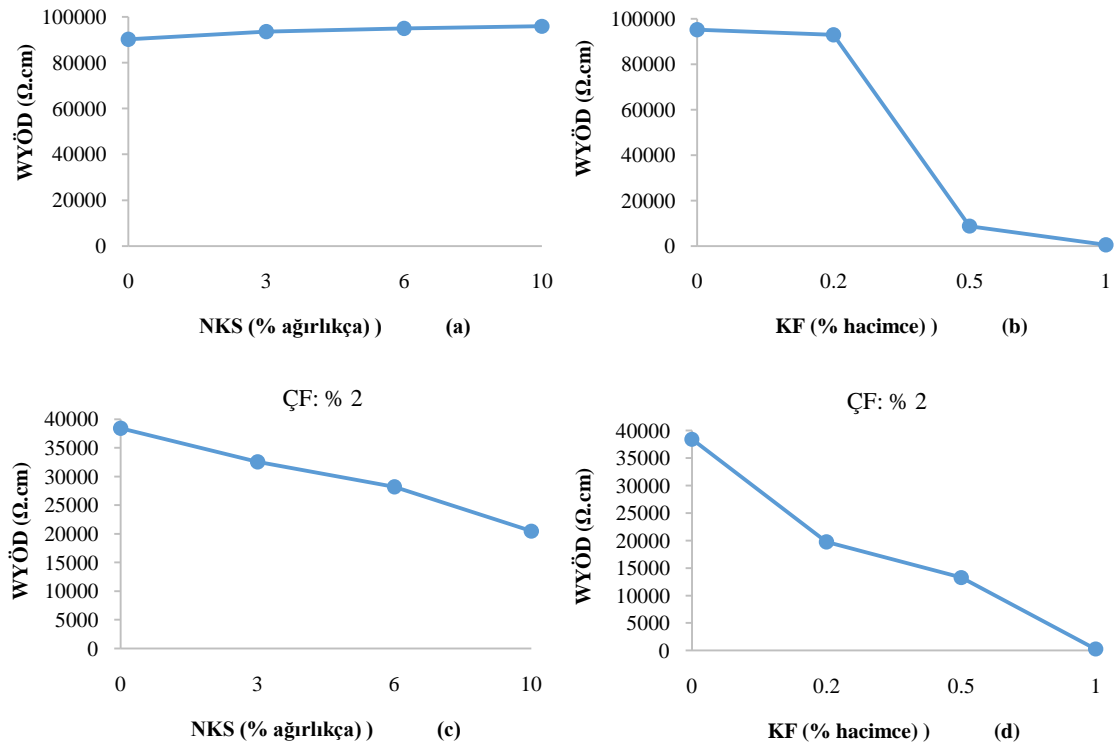 100000
80000
60000
40000
20000
0
WYÖD (Ω.cm)
0 3 6 10
NKS (% ağırlıkça) ) (a)
100000
80000
60000
40000
20000
0
WYÖD (Ω.cm)
0 0.2 0.5 1
KF (% hacimce) ) (b)
ÇF: % 2
40000
35000
30000
25000
20000
15000
10000
5000
0
WYÖD (Ω.cm)
0 3 6 10
NKS (% ağırlıkça) ) (c)
ÇF: % 2
40000
35000
30000
25000
20000
15000
10000
5000
0
WYÖD (Ω.cm)
0 0.2 0.5 1
KF (% hacimce) ) (d)